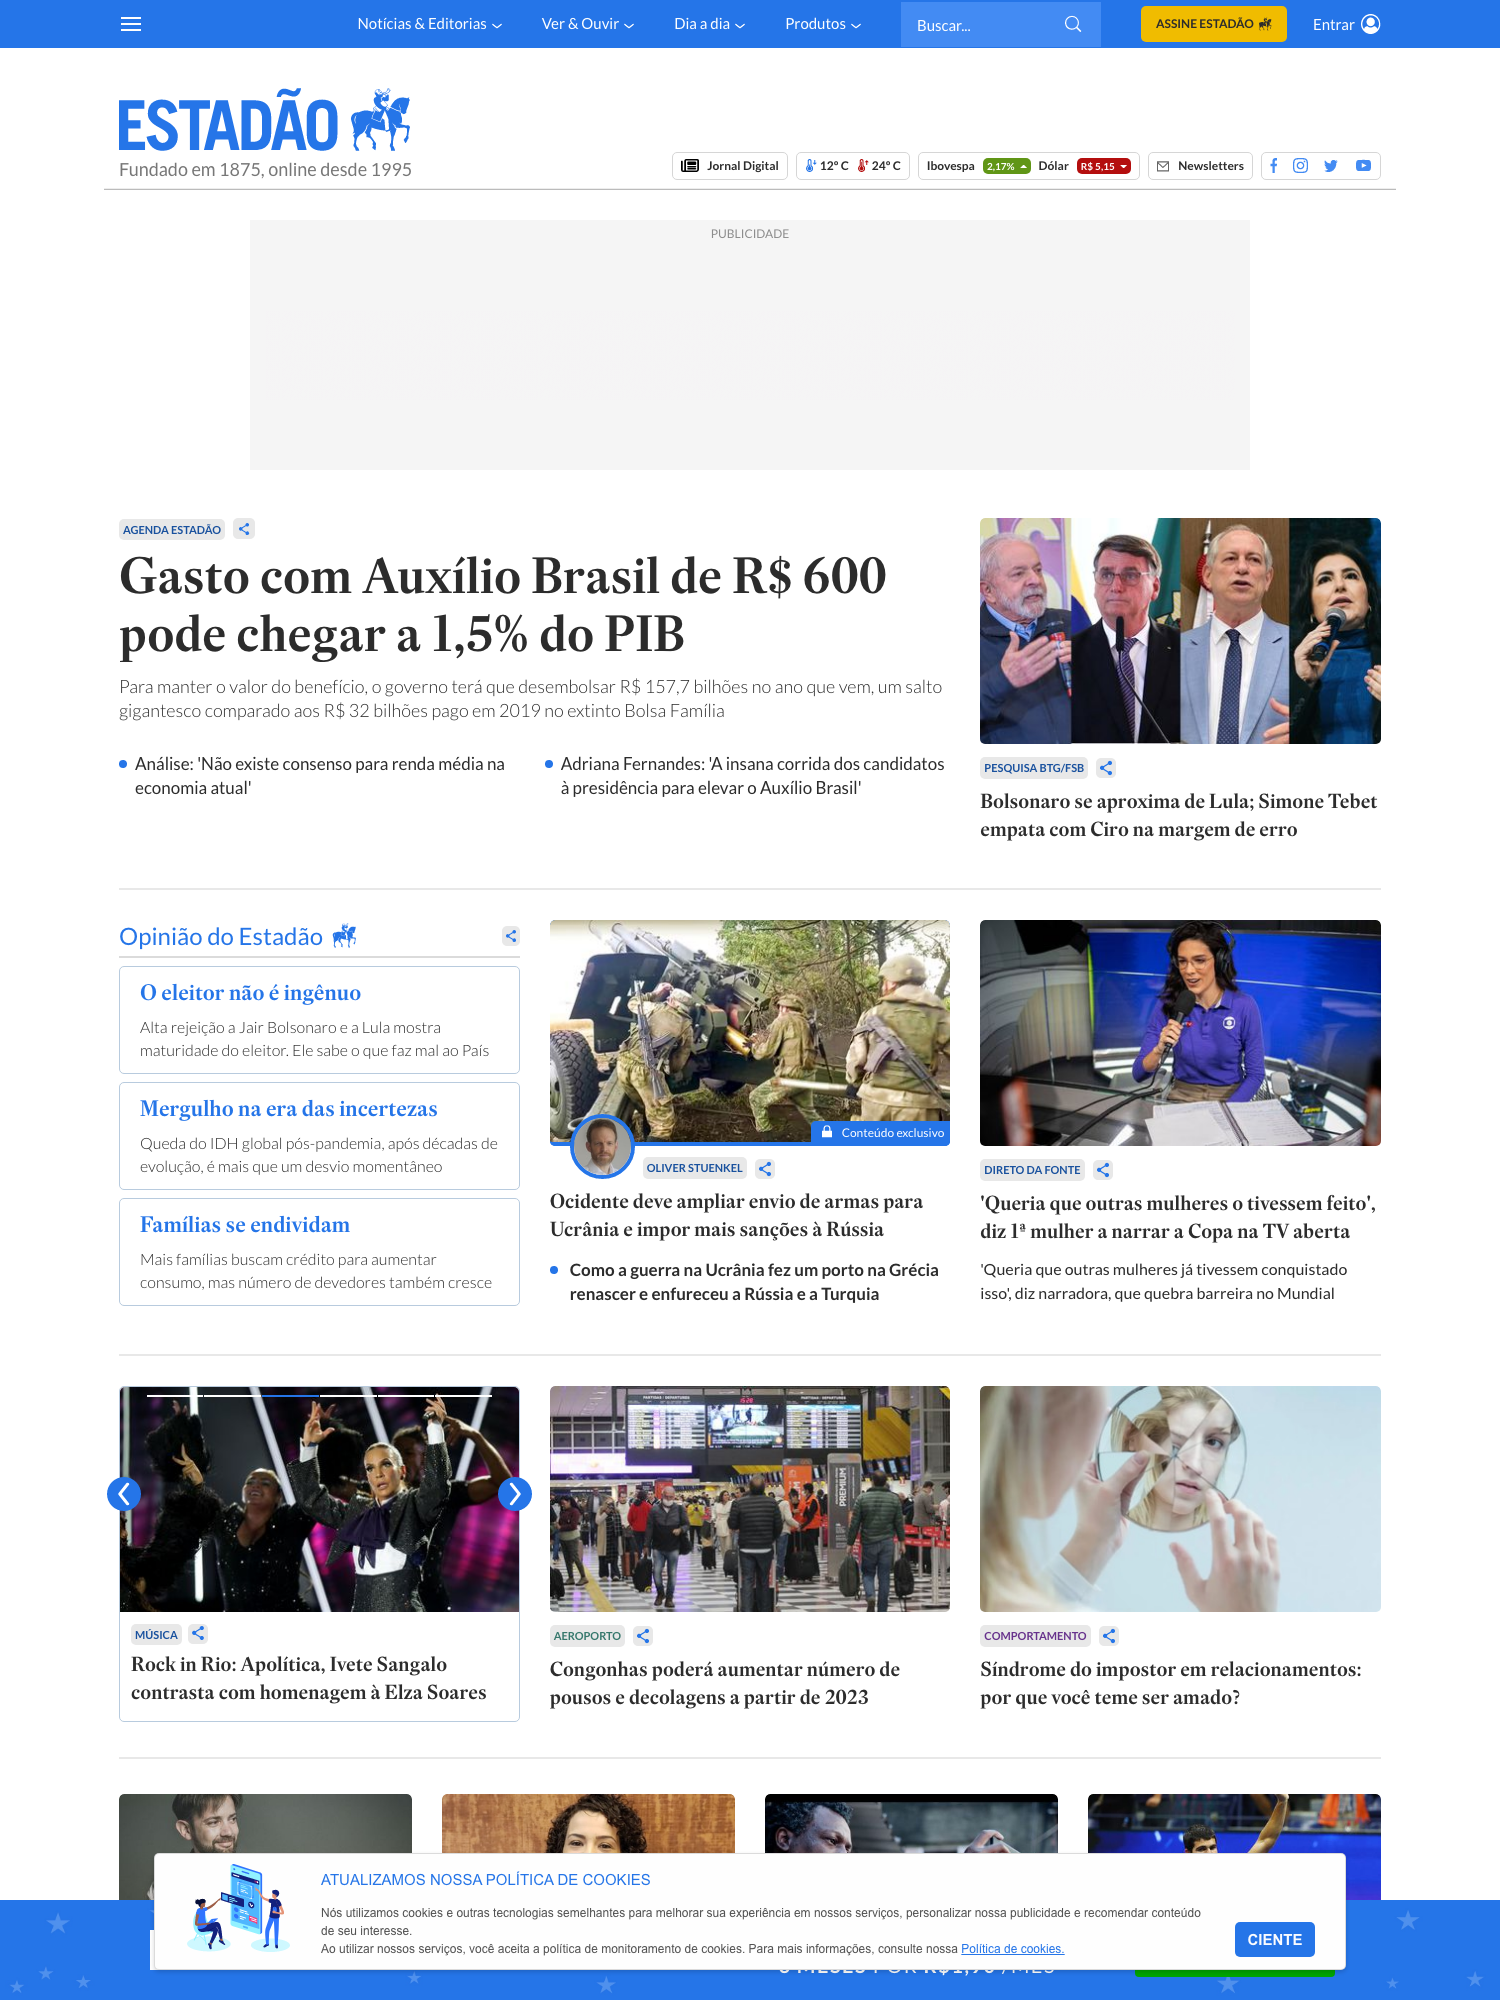 Notícias & Editorias
Ver & Ouvir
Dia a dia
Produtos
Buscar...
ASSINE ESTADÃO
Entrar
ESTADÃO
Fundado em 1875, online desde 1995
Jornal Digital
12º C
24º C
Ibovespa
2,17%
Dólar
R$ 5,15
Newsletters
PUBLICIDADE
AGENDA ESTADÃO
Gasto com Auxílio Brasil de R$ 600
pode chegar a 1,5% do PIB
Para manter o valor do benefício, o governo terá que desembolsar R$ 157,7 bilhões no ano que vem, um salto
gigantesco comparado aos R$ 32 bilhões pago em 2019 no extinto Bolsa Família
Análise: 'Não existe consenso para renda média na
economia atual'
Adriana Fernandes: 'A insana corrida dos candidatos
à presidência para elevar o Auxílio Brasil'
PESQUISA BTG/FSB
Bolsonaro se aproxima de Lula; Simone Tebet
empata com Ciro na margem de erro
Opinião do Estadão
O eleitor não é ingênuo
Alta rejeição a Jair Bolsonaro e a Lula mostra
maturidade do eleitor. Ele sabe o que faz mal ao País
Mergulho na era das incertezas
Queda do IDH global pós-pandemia, após décadas de
evolução, é mais que um desvio momentâneo
Famílias se endividam
Mais famílias buscam crédito para aumentar
consumo, mas número de devedores também cresce
Conteúdo exclusivo
OLIVER STUENKEL
Ocidente deve ampliar envio de armas para
Ucrânia e impor mais sanções à Rússia
Como a guerra na Ucrânia fez um porto na Grécia
renascer e enfureceu a Rússia e a Turquia
DIRETO DA FONTE
'Queria que outras mulheres o tivessem feito',
diz 1ª mulher a narrar a Copa na TV aberta
'Queria que outras mulheres já tivessem conquistado
isso', diz narradora, que quebra barreira no Mundial
MÚSICA
Rock in Rio: Apolítica, Ivete Sangalo
contrasta com homenagem à Elza Soares
PREMIUM
AEROPORTO
Congonhas poderá aumentar número de
pousos e decolagens a partir de 2023
COMPORTAMENTO
Síndrome do impostor em relacionamentos:
por que você teme ser amado?
ATUALIZAMOS NOSSA POLÍTICA DE COOKIES
Nós utilizamos cookies e outras tecnologias semelhantes para melhorar sua experiência em nossos serviços, personalizar nossa publicidade e recomendar conteúdo
de seu interesse.
Ao utilizar nossos serviços, você aceita a política de monitoramento de cookies. Para mais informações, consulte nossa Política de cookies.
CIENTE